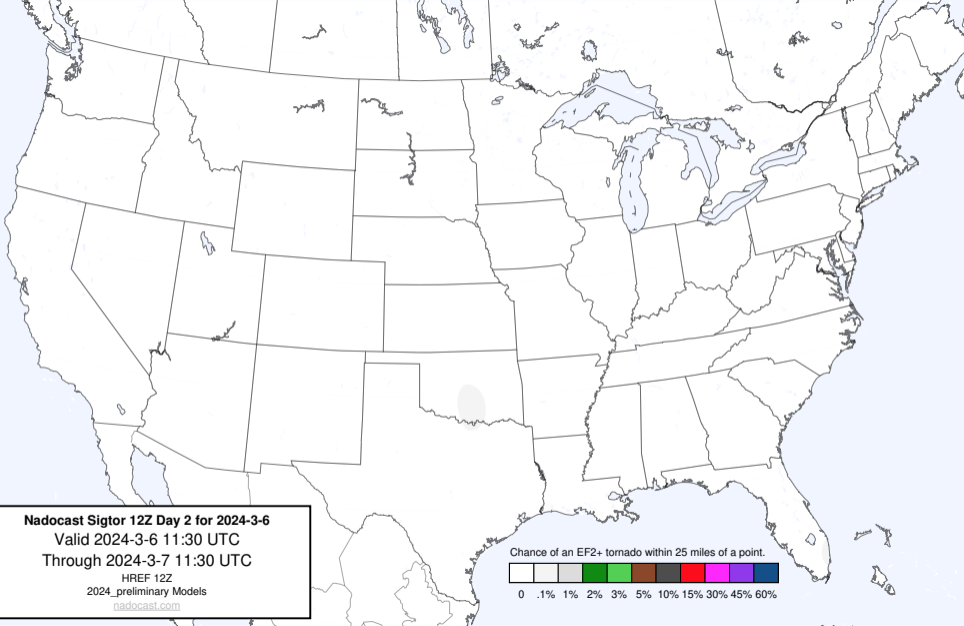 Nadocast Sigtor 12Z Day 2 for 2024-3-6
Valid 2024-3-6 11:30 UTC
Through 2024-3-7 11:30 UTC
HREF 12Z
2024_preliminary Models
nadocast.com
Chance of an EF2+ tornado within 25 miles of a point.
0 .1% 1% 2% 3% 5% 10% 15% 30% 45% 60%